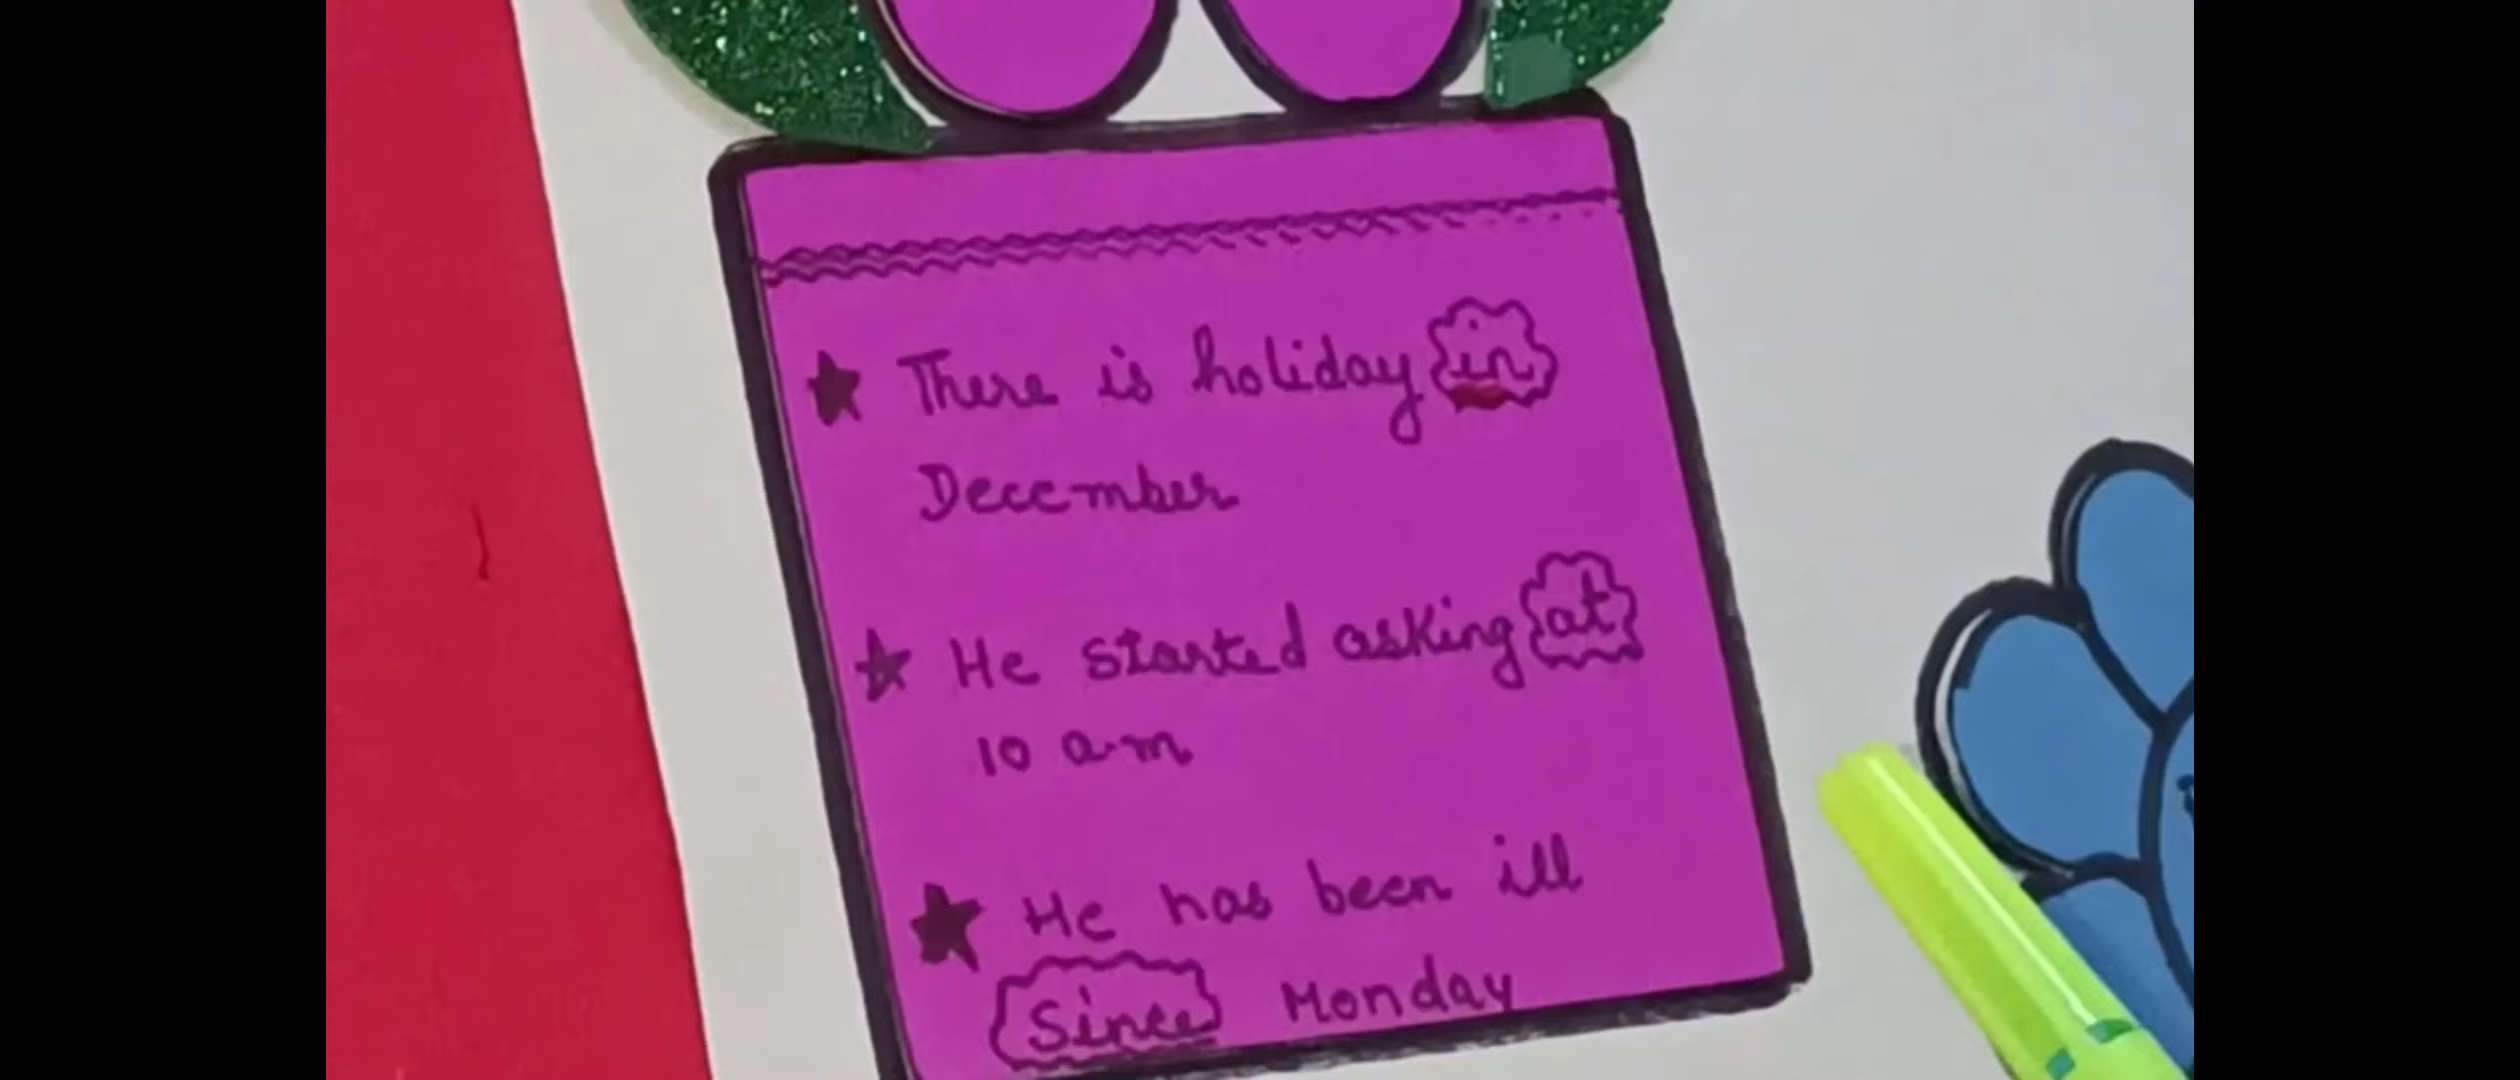 There is holiday in
December
He started asking at
10 a.m
He has been ill
Since Monday